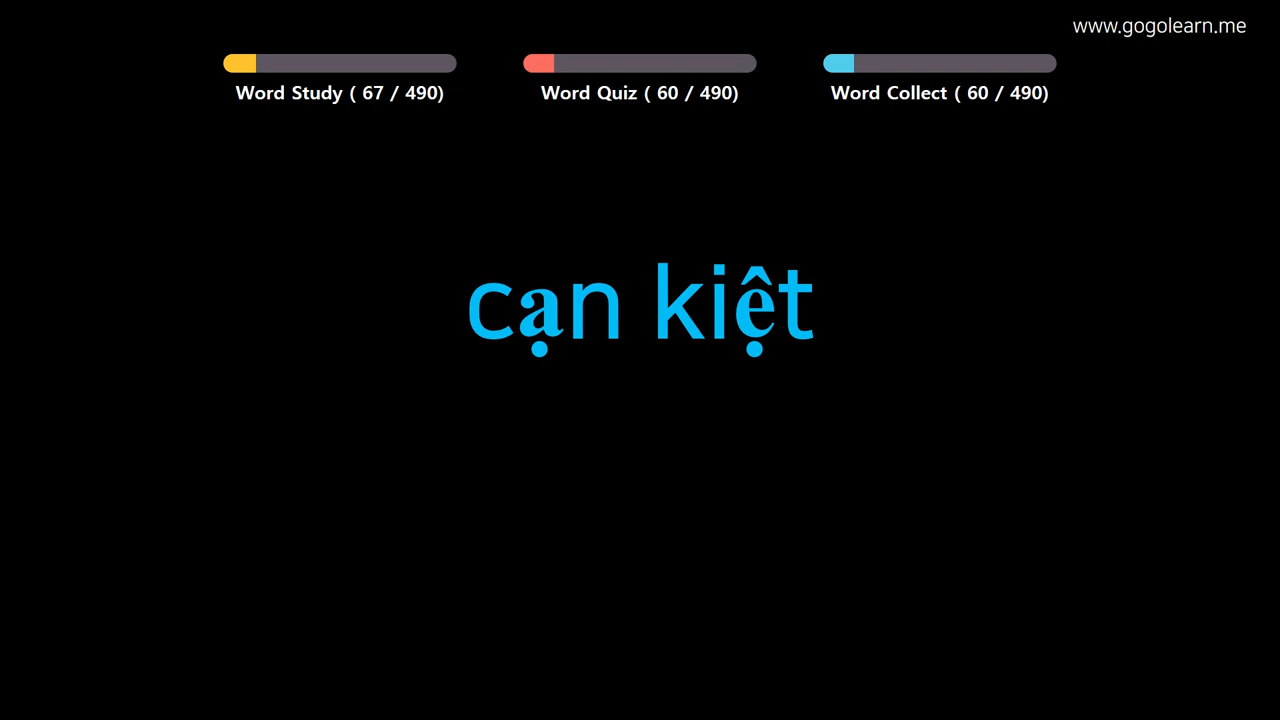 www.gogolearn.me
Word Study ( 67 / 490)
Word Quiz ( 60 / 490)
Word Collect ( 60 / 490)
cạn kiệt